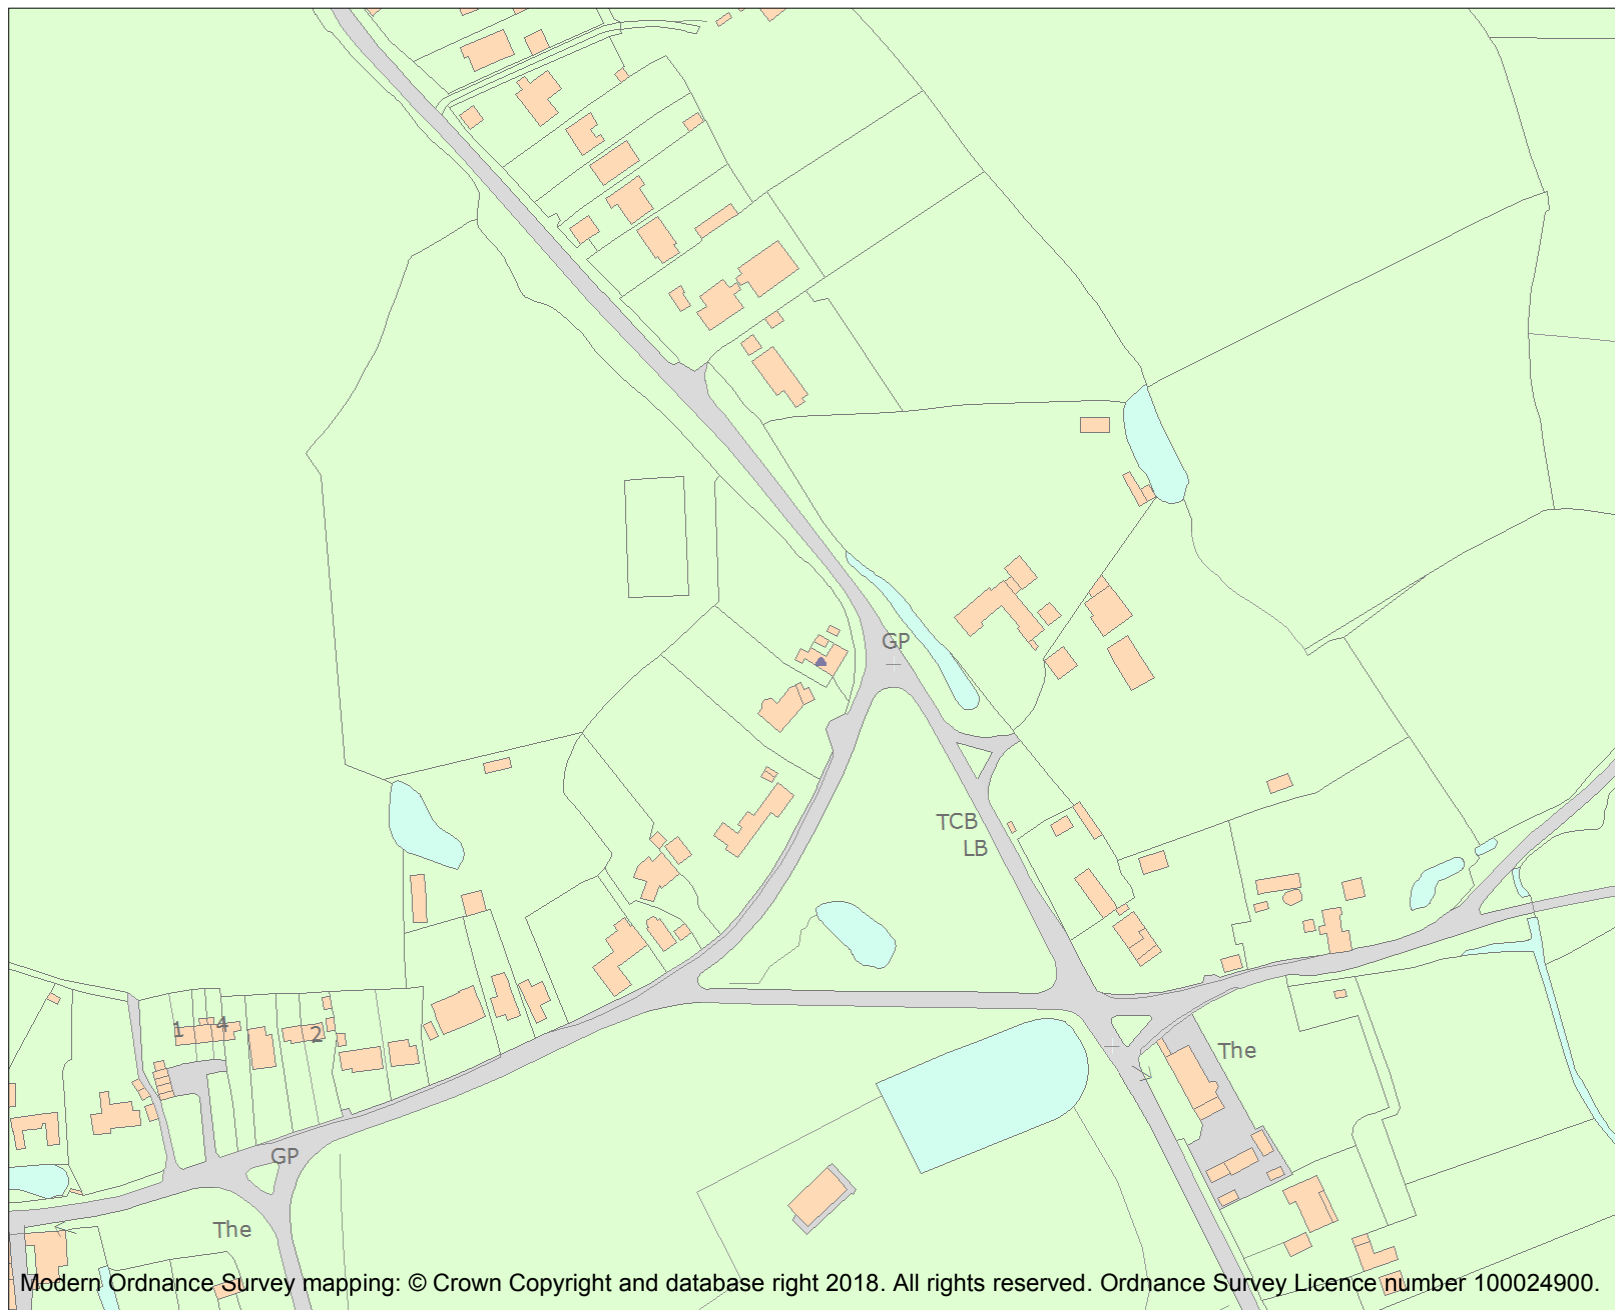 GP
TCB
LB
1
4
2
The
GP
The
Modern Ordnance Survey mapping: © Crown Copyright and database right 2018. All rights reserved. Ordnance Survey Licence number 100024900.